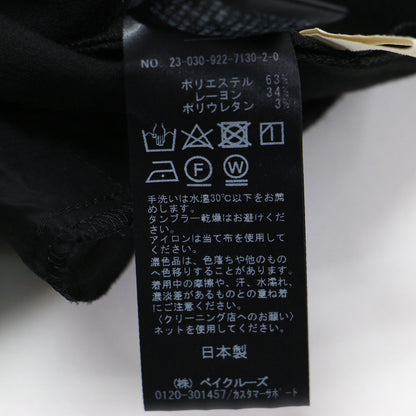 NO. 23-030-922-7130-2-0
ポリエステル 63%
レーヨン 34%
ポリウレタン 3%
F W
手洗いは水温30℃以下をお薦
めします。
タンブラー乾燥はお避けくだ
さい。
アイロンは当て布を使用して
ください。
濃色品は、色落ちや他のもの
へ色移りすることがあります。
着用中の摩擦や、汗、水濡れ、
濃淡差があるものとの重ね着
にご注意ください。
〈クリーニング店へのお願い〉
ネットを使用してください。
日本製
(株) ベイクルーズ
0120-301457/カスタマーサポート